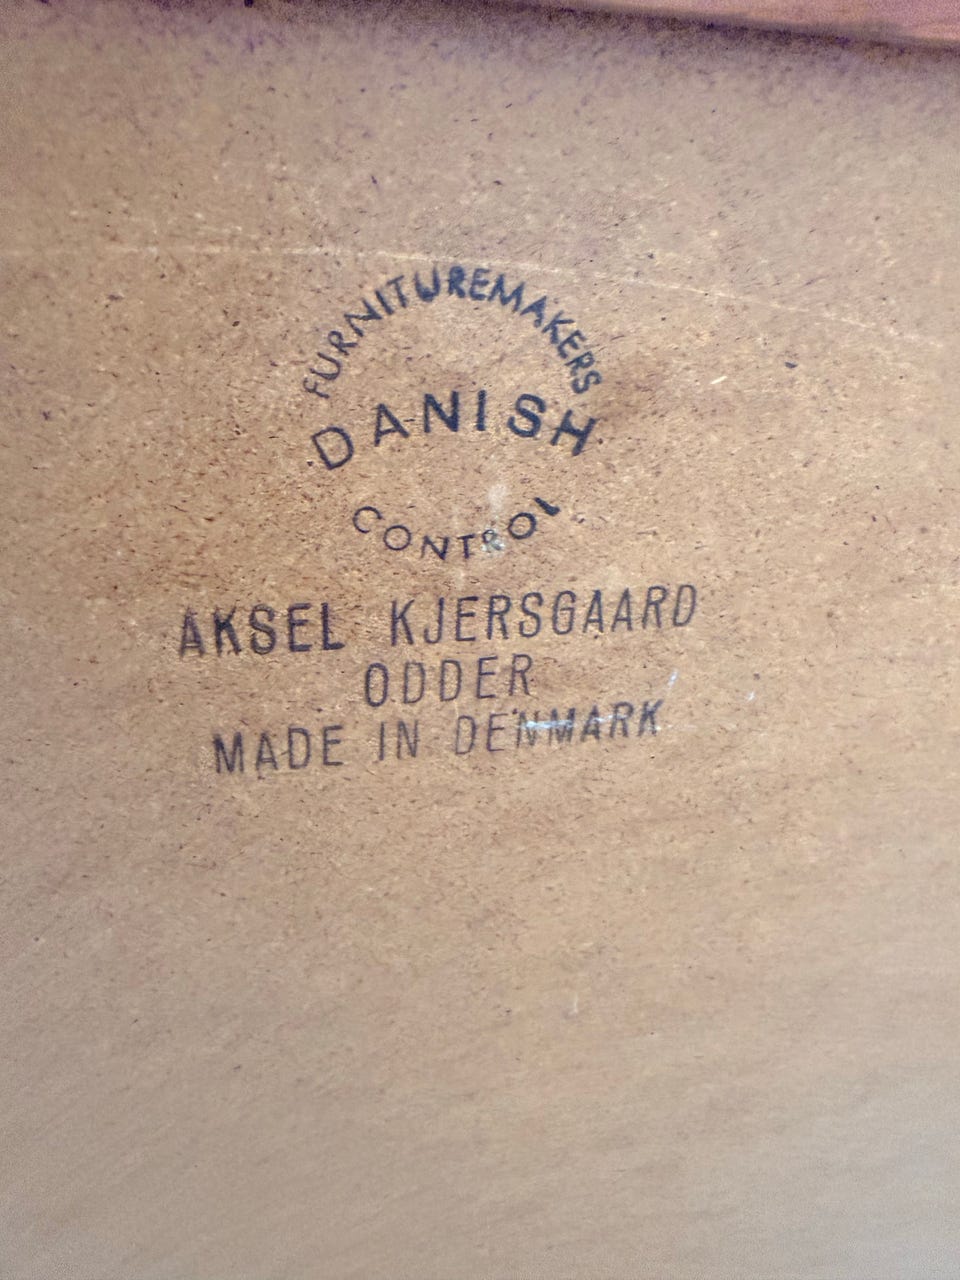 FURNITUREMAKERS
DANISH
CONTROL
AKSEL KJERSGAARD
ODDER
MADE IN DENMARK